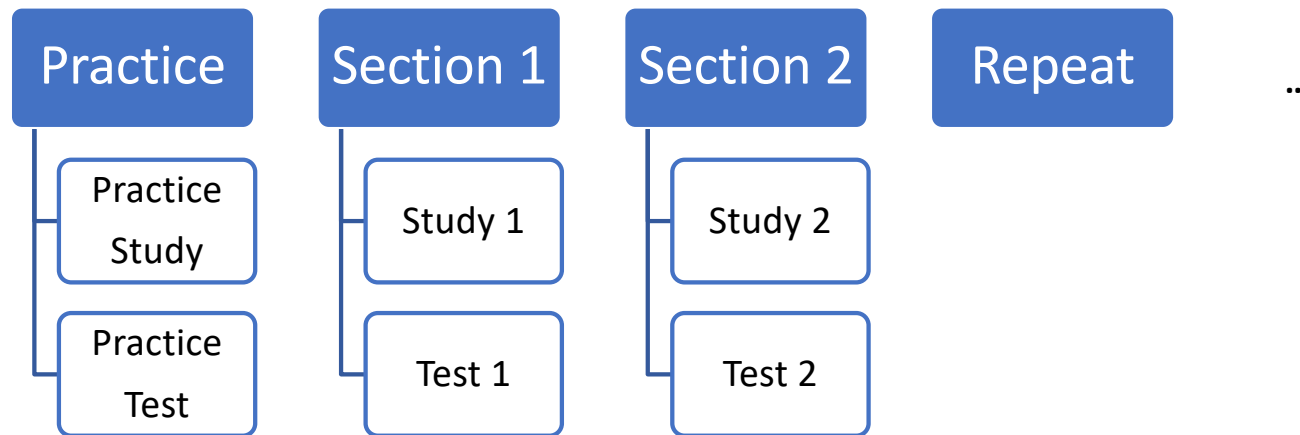 Practice
Section 1
Section 2
Repeat
..
Practice
Study
Study 1
Study 2
Practice
Test
Test 1
Test 2